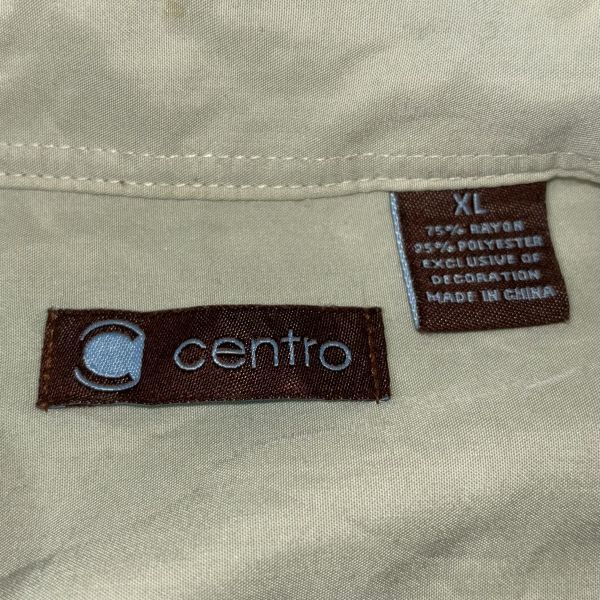 XL
75% RAYON
25% POLYESTER
EXCLUSIVE OF
DECORATION
MADE IN CHINA
centro